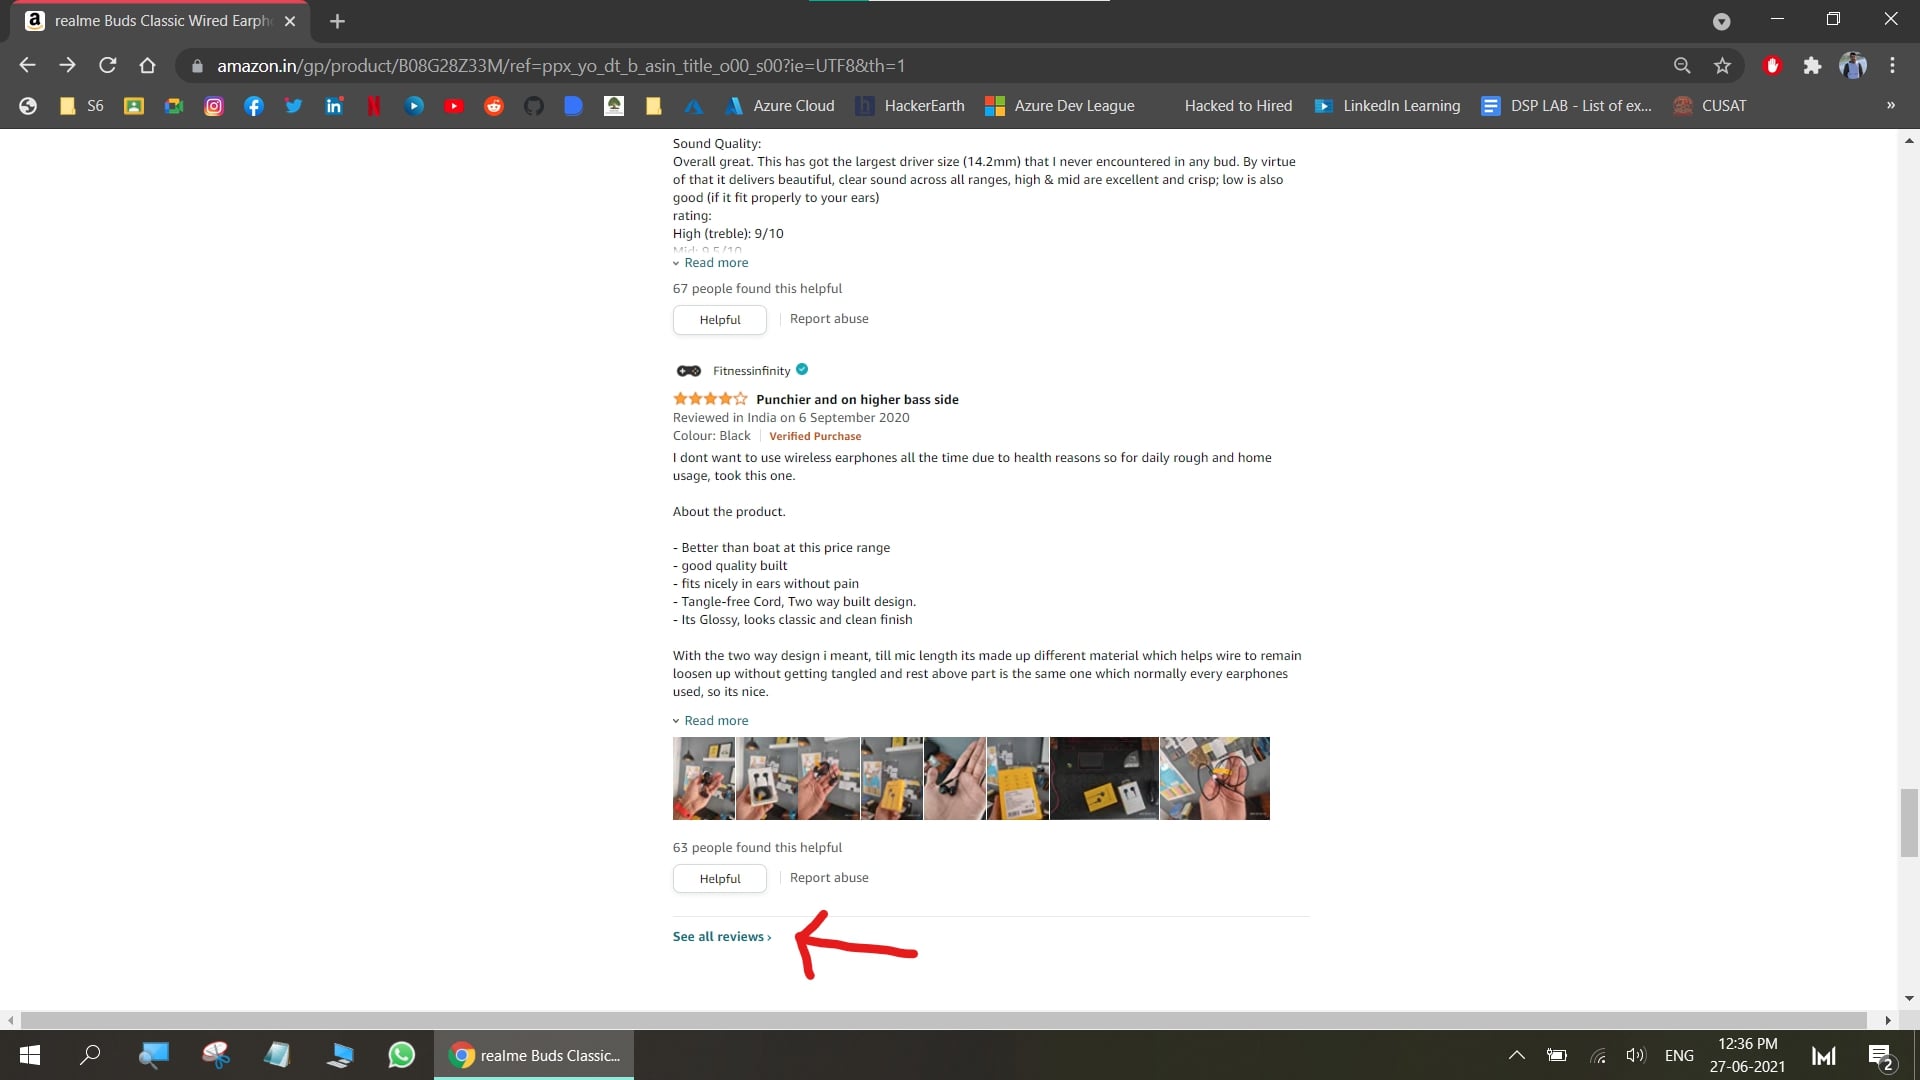 realme Buds Classic Wired Earph
amazon.in/gp/product/B08G28Z33M/ref=ppx_yo_dt_b_asin_title_o00_s00?ie=UTF8&th=1
S6 Azure Cloud HackerEarth Azure Dev League Hacked to Hired LinkedIn Learning DSP LAB - List of ex... CUSAT »
Sound Quality:
Overall great. This has got the largest driver size (14.2mm) that I never encountered in any bud. By virtue
of that it delivers beautiful, clear sound across all ranges, high & mid are excellent and crisp; low is also
good (if it fit properly to your ears)
rating:
High (treble): 9/10
Mid: 9.5/10
Read more
67 people found this helpful
Helpful Report abuse
Fitnessinfinity
Punchier and on higher bass side
Reviewed in India on 6 September 2020
Colour: Black Verified Purchase
I dont want to use wireless earphones all the time due to health reasons so for daily rough and home
usage, took this one.
About the product.
- Better than boat at this price range
- good quality built
- fits nicely in ears without pain
- Tangle-free Cord, Two way built design.
- Its Glossy, looks classic and clean finish
With the two way design i meant, till mic length its made up different material which helps wire to remain
loosen up without getting tangled and rest above part is the same one which normally every earphones
used, so its nice.
Read more
63 people found this helpful
Helpful Report abuse
See all reviews ›
realme Buds Classic... ENG 12:36 PM
27-06-2021 2